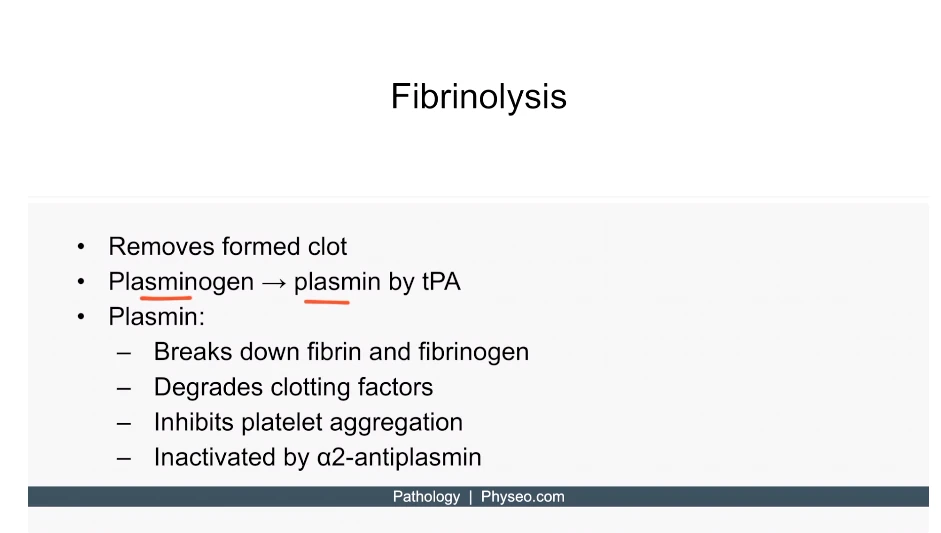 Fibrinolysis
• Removes formed clot
• Plasminogen → plasmin by tPA
• Plasmin:
– Breaks down fibrin and fibrinogen
– Degrades clotting factors
– Inhibits platelet aggregation
– Inactivated by α2-antiplasmin
Pathology | Physeo.com